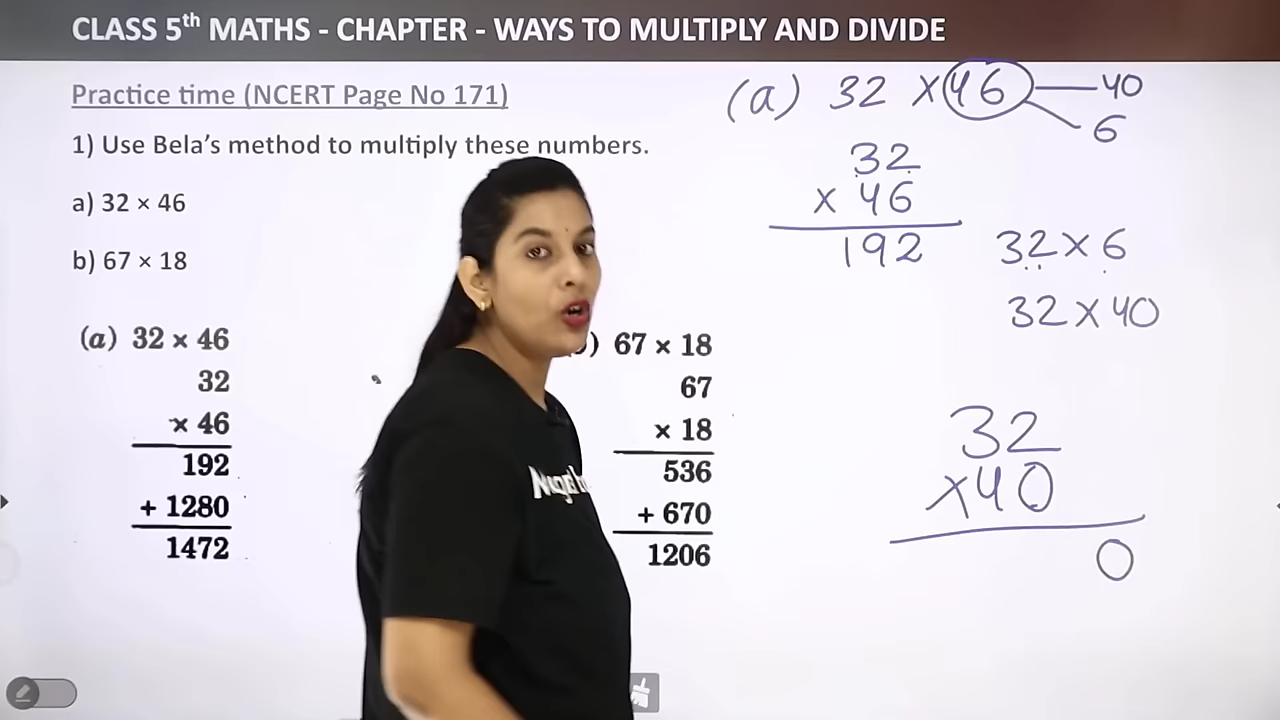 CLASS 5th MATHS - CHAPTER - WAYS TO MULTIPLY AND DIVIDE
Practice time (NCERT Page No 171)
1) Use Bela's method to multiply these numbers.
a) 32 × 46
b) 67 × 18
(a) 32 × 46
32
× 46
192
+ 1280
1472
) 67 × 18
67
× 18
536
+ 670
1206
(a) 32 × 46
40
6
32
× 46
192
32 × 6
32 × 40
32
×40
0